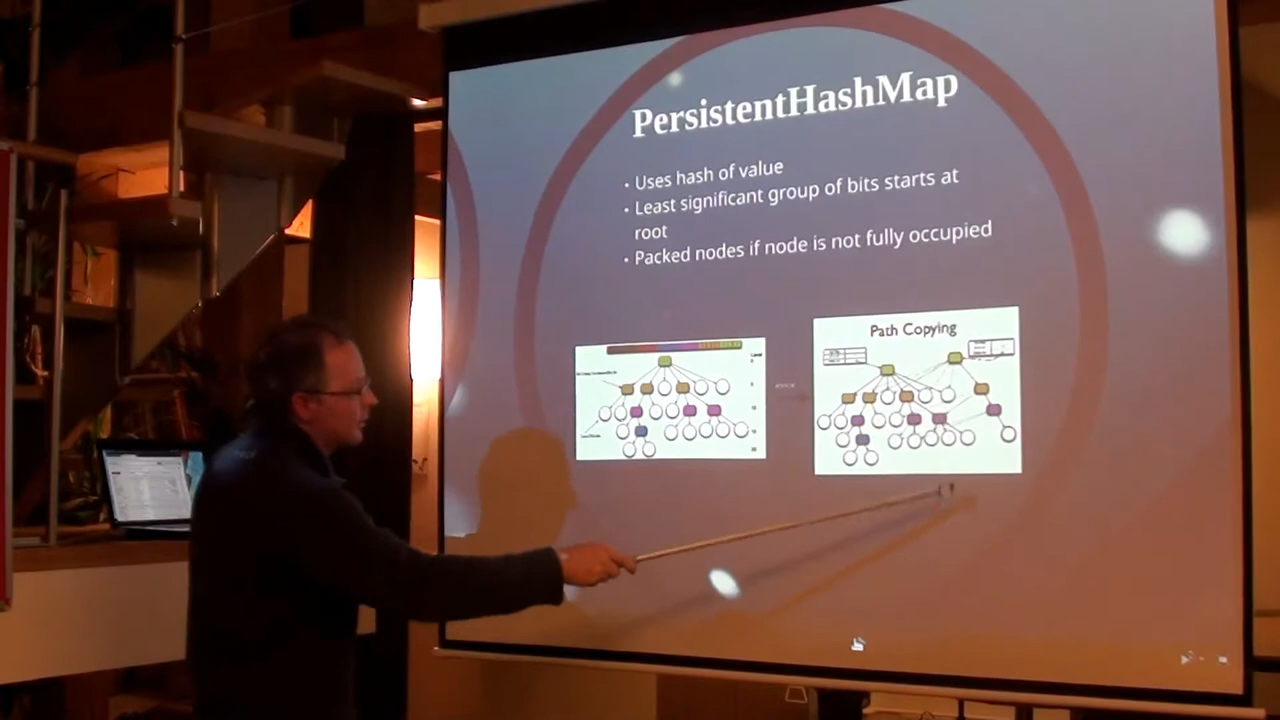 PersistentHashMap
• Uses hash of value
• Least significant group of bits starts at
root
• Packed nodes if node is not fully occupied
Path Copying